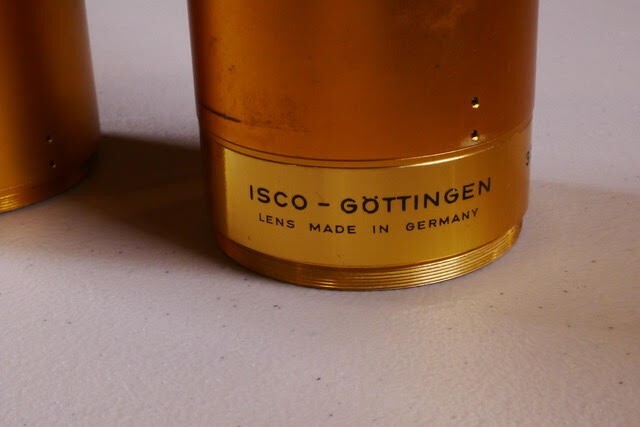 ISCO – GÖTTINGEN
LENS MADE IN GERMANY